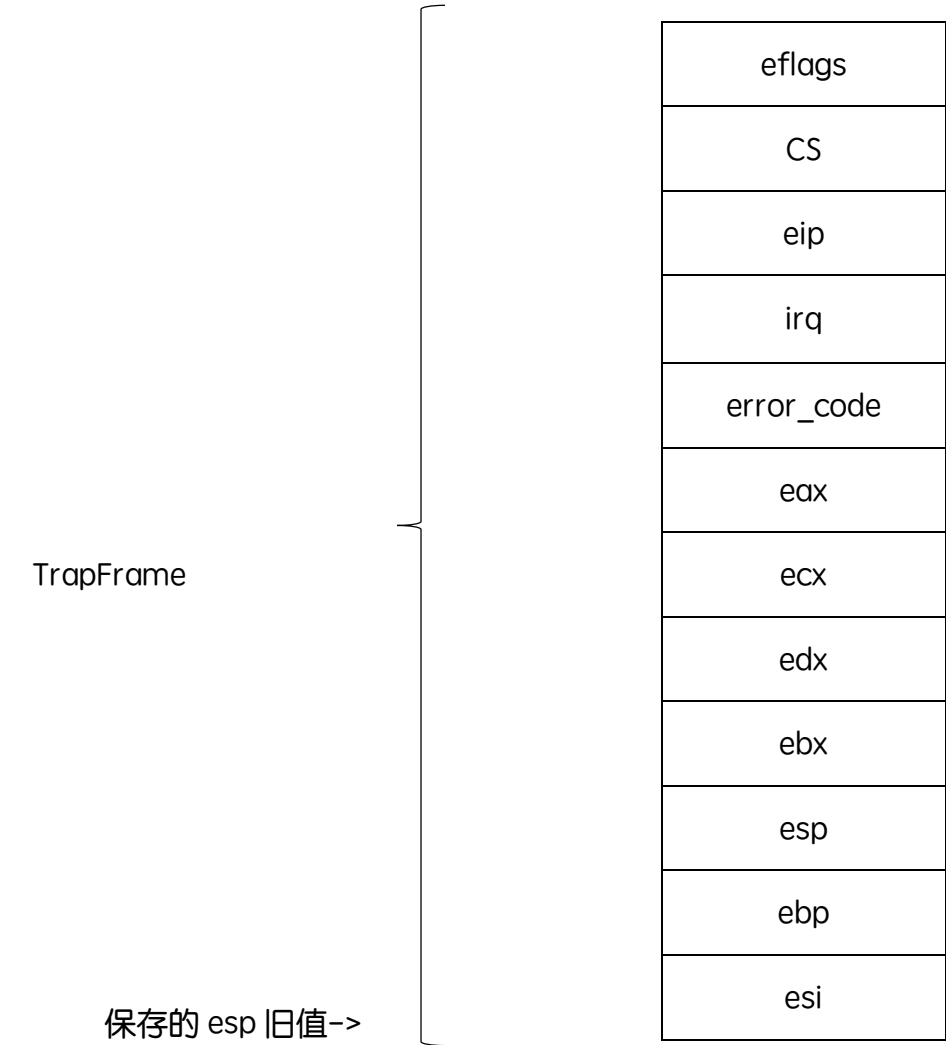 eflags
CS
eip
irq
error_code
eax
TrapFrame
ecx
edx
ebx
esp
ebp
esi
保存的 esp 旧值->